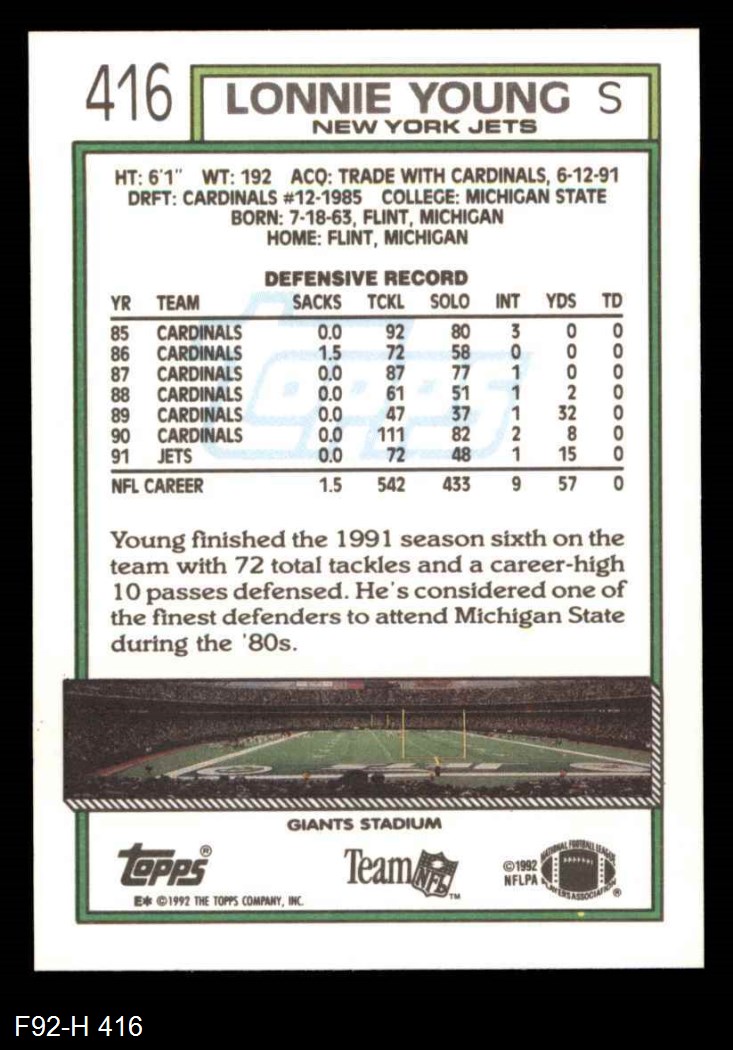 416
LONNIE YOUNG S
NEW YORK JETS
HT: 6'1" WT: 192 ACQ: TRADE WITH CARDINALS, 6-12-91
DRFT: CARDINALS #12-1985 COLLEGE: MICHIGAN STATE
BORN: 7-18-63, FLINT, MICHIGAN
HOME: FLINT, MICHIGAN
DEFENSIVE RECORD
YR TEAM SACKS TCKL SOLO INT YDS TD
85 CARDINALS 0.0 92 80 3 0 0
86 CARDINALS 1.5 72 58 0 0 0
87 CARDINALS 0.0 87 77 1 0 0
88 CARDINALS 0.0 61 51 1 2 0
89 CARDINALS 0.0 47 37 1 32 0
90 CARDINALS 0.0 111 82 2 8 0
91 JETS 0.0 72 48 1 15 0
NFL CAREER 1.5 542 433 9 57 0
topps
Young finished the 1991 season sixth on the
team with 72 total tackles and a career-high
10 passes defensed. He's considered one of
the finest defenders to attend Michigan State
during the '80s.
GIANTS STADIUM
topps®
Team NFL™
©1992
NFLPA
NATIONAL FOOTBALL LEAGUE
PLAYERS ASSOCIATION ®
E* ©1992 THE TOPPS COMPANY, INC.
F92-H 416